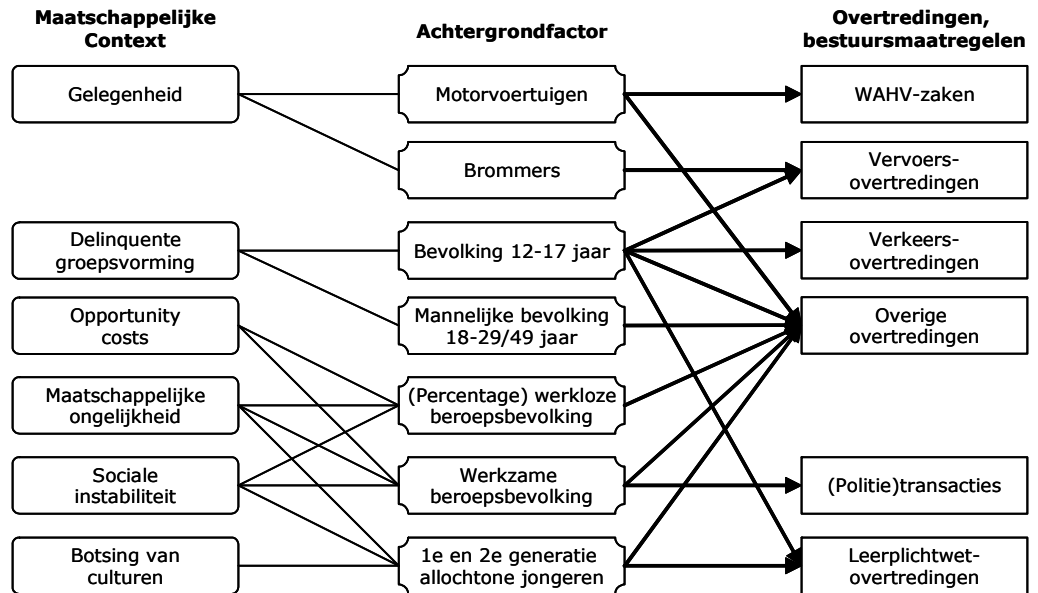 Maatschappelijke
Context
Achtergrondfactor
Overtredingen,
bestuursmaatregelen
Gelegenheid
Motorvoertuigen
WAHV-zaken
Brommers
Vervoers-
overtredingen
Delinquente
groepsvorming
Bevolking 12-17 jaar
Verkeers-
overtredingen
Opportunity
costs
Mannelijke bevolking
18-29/49 jaar
Overige
overtredingen
Maatschappelijke
ongelijkheid
(Percentage) werkloze
beroepsbevolking
Sociale
instabiliteit
Werkzame
beroepsbevolking
(Politie)transacties
Botsing van
culturen
1e en 2e generatie
allochtone jongeren
Leerplichtwet-
overtredingen